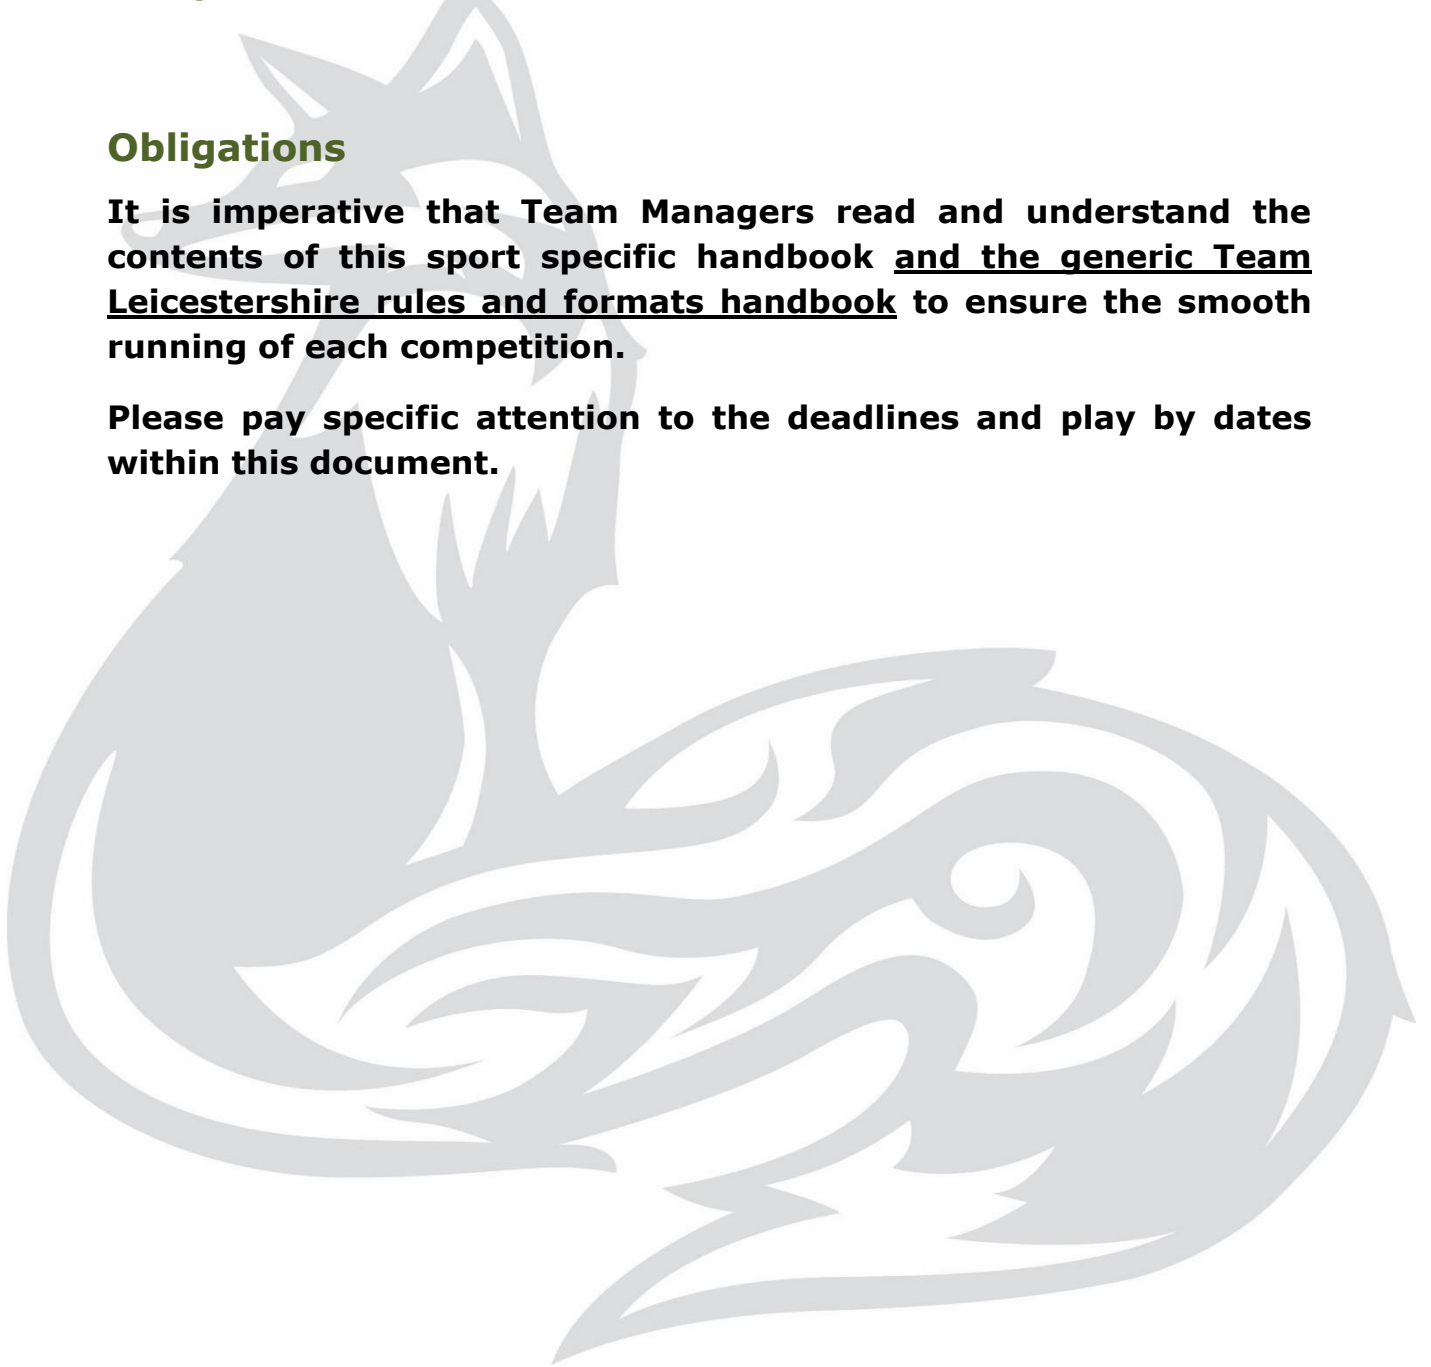 Obligations
It is imperative that Team Managers read and understand the
contents of this sport specific handbook and the generic Team
Leicestershire rules and formats handbook to ensure the smooth
running of each competition.
Please pay specific attention to the deadlines and play by dates
within this document.